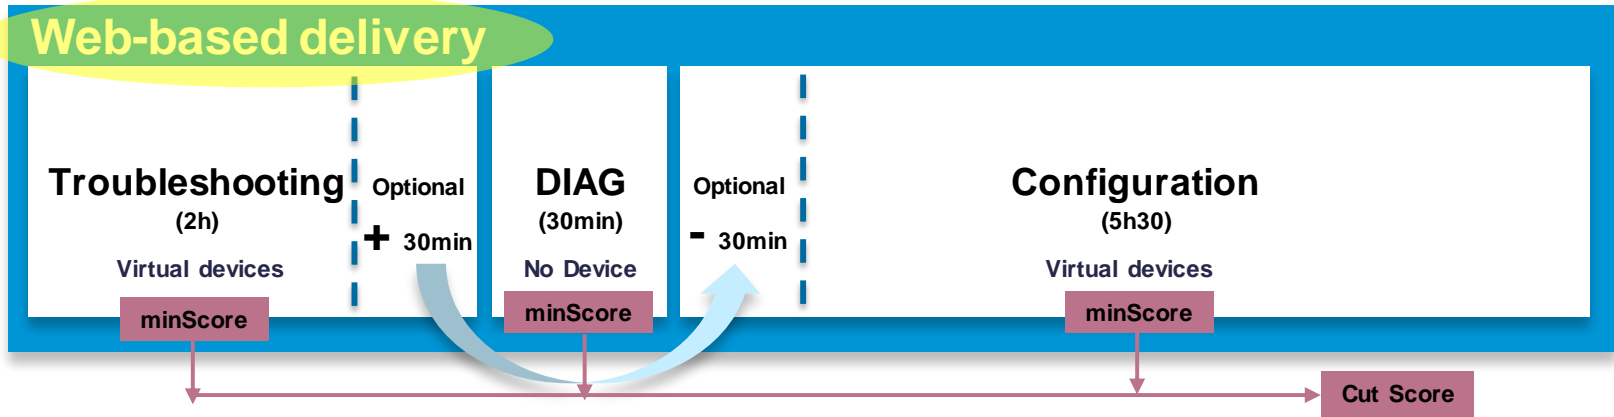 Web-based delivery
Troubleshooting
(2h)
Virtual devices
minScore
Optional
+ 30min
DIAG
(30min)
No Device
minScore
Optional
- 30min
Configuration
(5h30)
Virtual devices
minScore
Cut Score